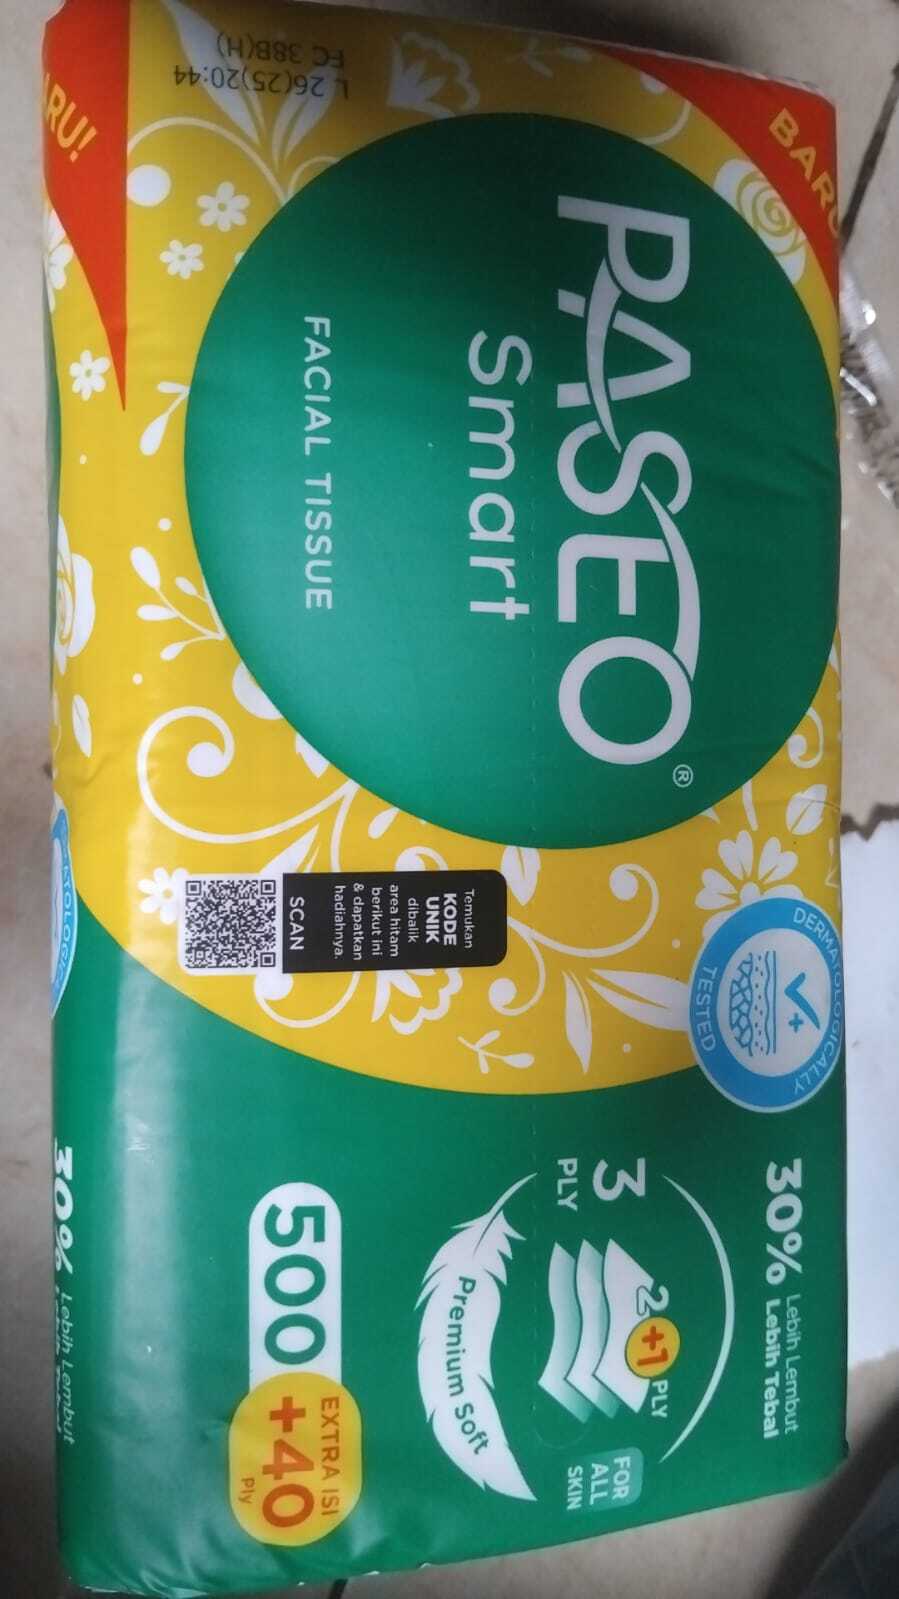 BARU
PASEO®
Smart
FACIAL TISSUE
RU!
L 26(25)20:44
FC 38B(H)
DERMATOLOGICALLY
TESTED
Temukan
KODE
UNIK
dibalik
area hitam
berikut ini
& dapatkan
hadiahnya.
SCAN
30% Lebih Lembut
Lebih Tebal
3
PLY
2+1 PLY
FOR
ALL
SKIN
Premium Soft
500
EXTRA ISI
+40
Ply
30% Lebih Lembut